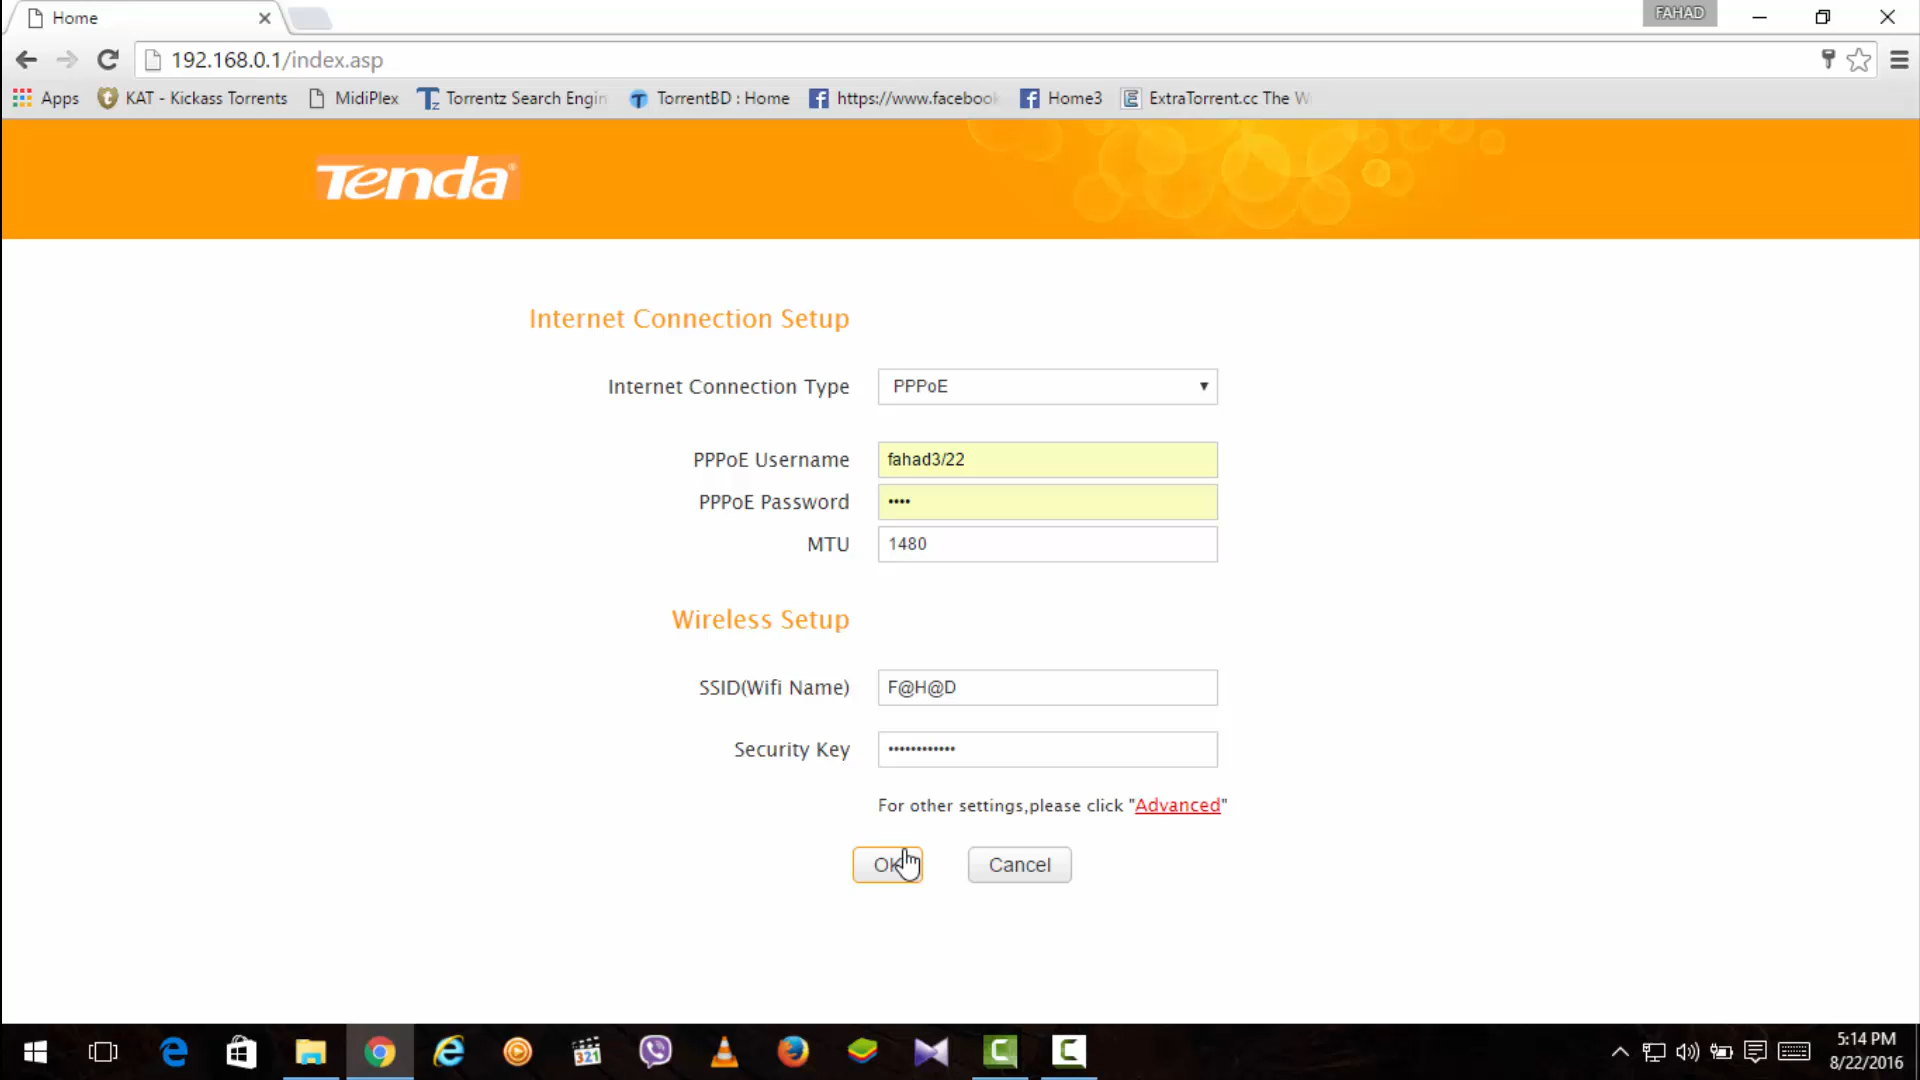 Home
FAHAD
192.168.0.1/index.asp
Apps KAT - Kickass Torrents MidiPlex Torrentz Search Engin TorrentBD : Home https://www.facebook Home3 ExtraTorrent.cc The W
Tenda®
Internet Connection Setup
Internet Connection Type PPPoE
PPPoE Username fahad3/22
PPPoE Password ••••
MTU 1480
Wireless Setup
SSID(Wifi Name) F@H@D
Security Key ••••••••••••
For other settings,please click "Advanced"
OK Cancel
321
5:14 PM
8/22/2016